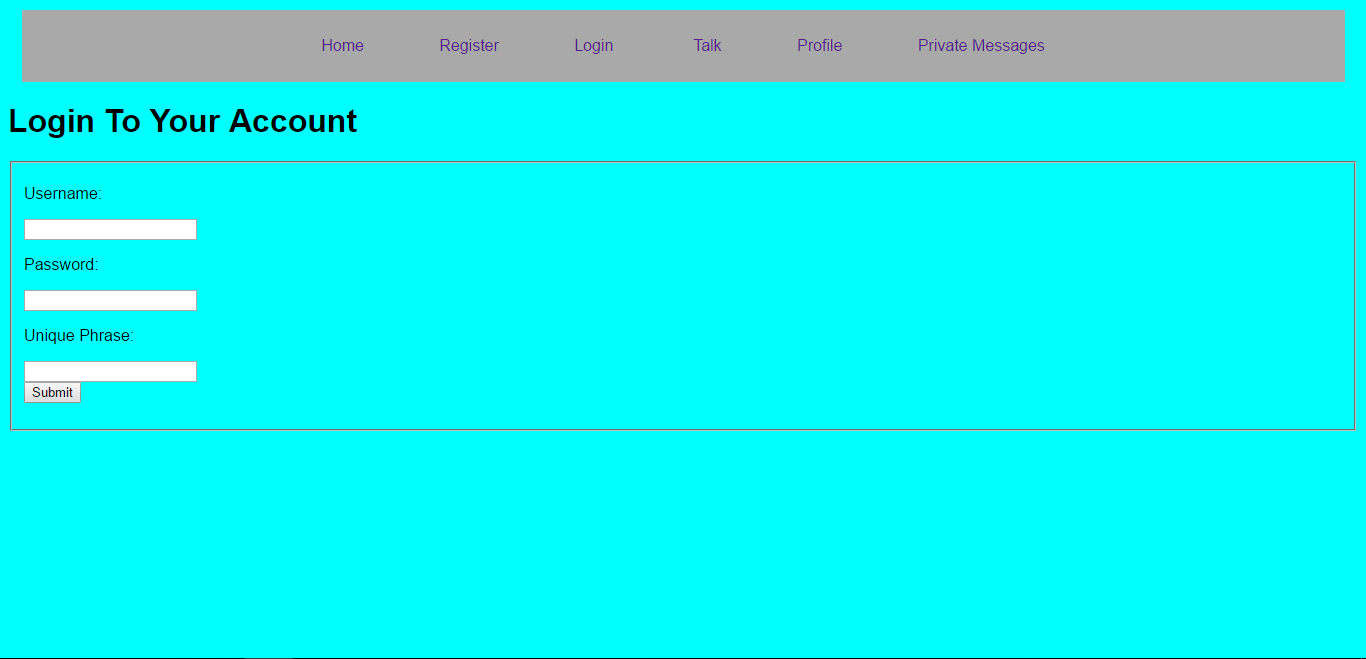 Home Register Login Talk Profile Private Messages
Login To Your Account
Username:
Password:
Unique Phrase:
Submit